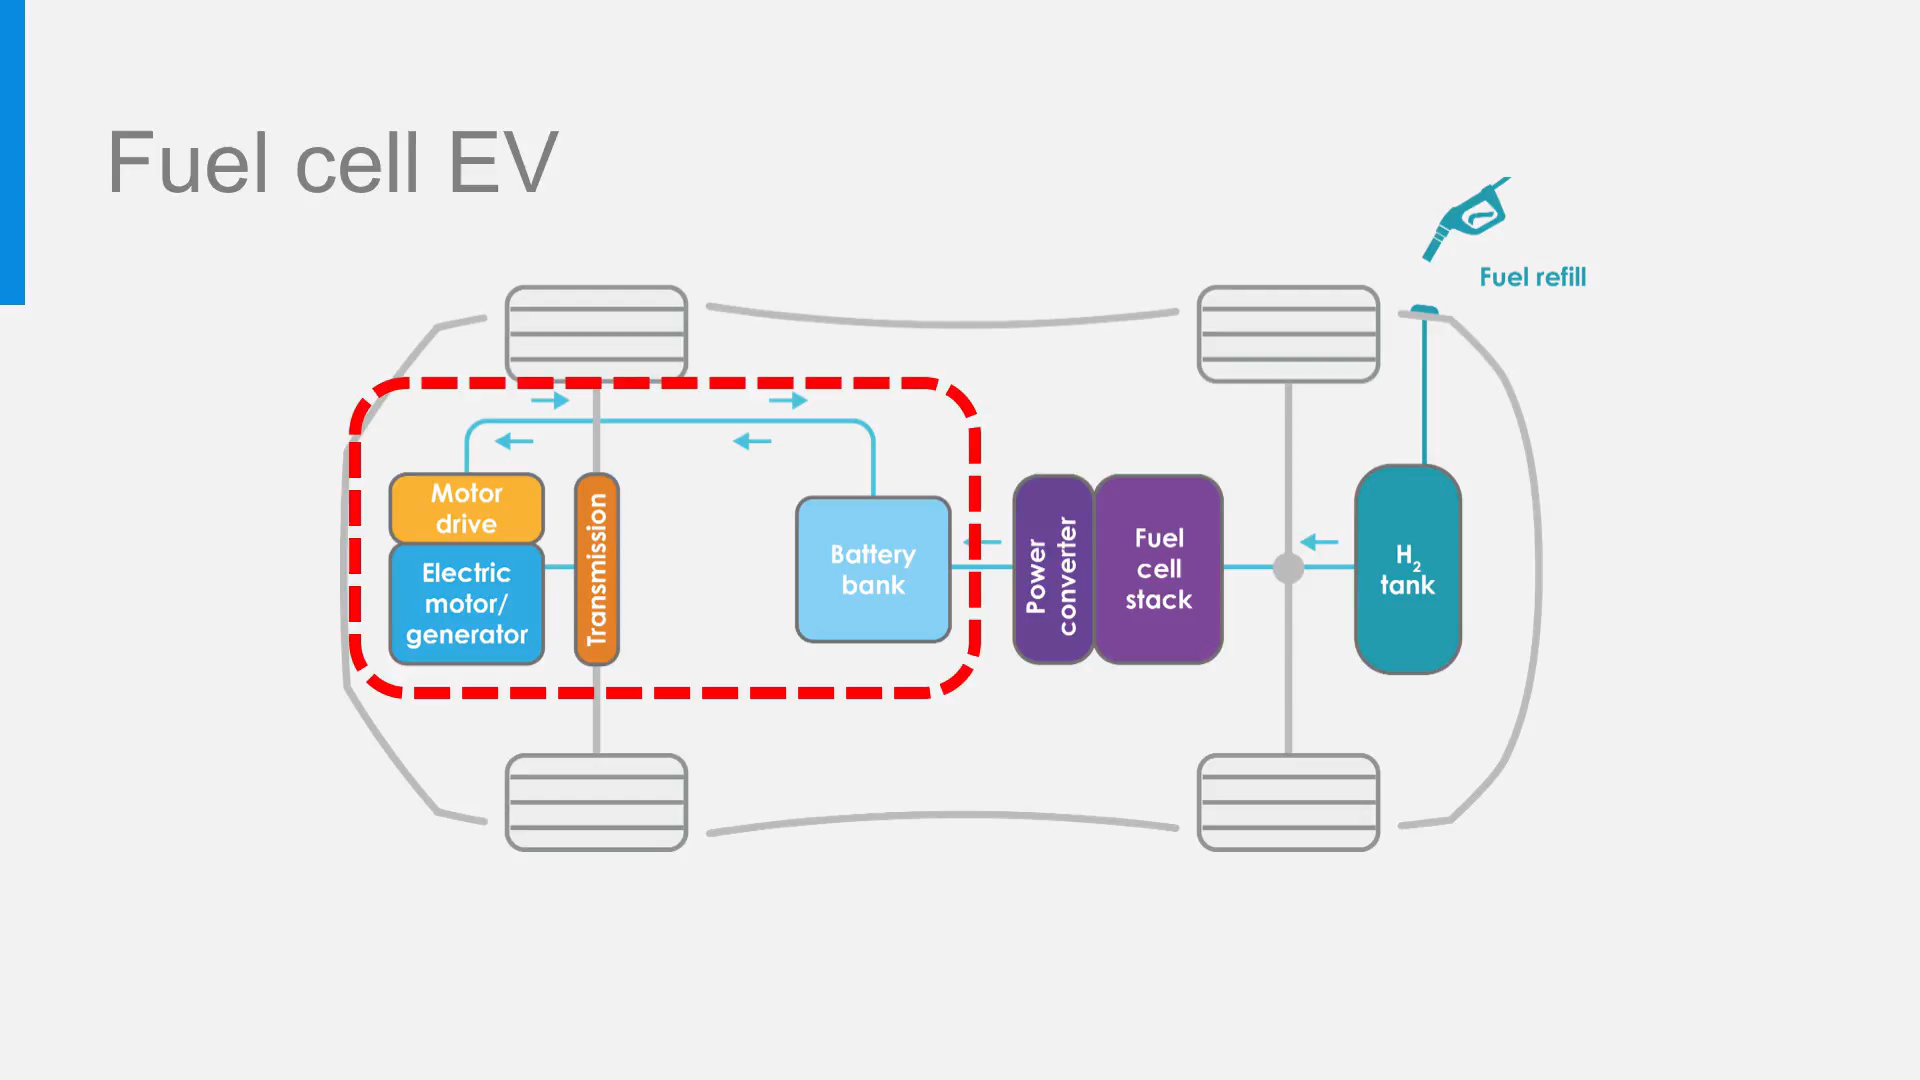 Fuel cell EV
Fuel refill
Motor
drive
Electric
motor/
generator
Transmission
Battery
bank
Power
converter
Fuel
cell
stack
H₂
tank